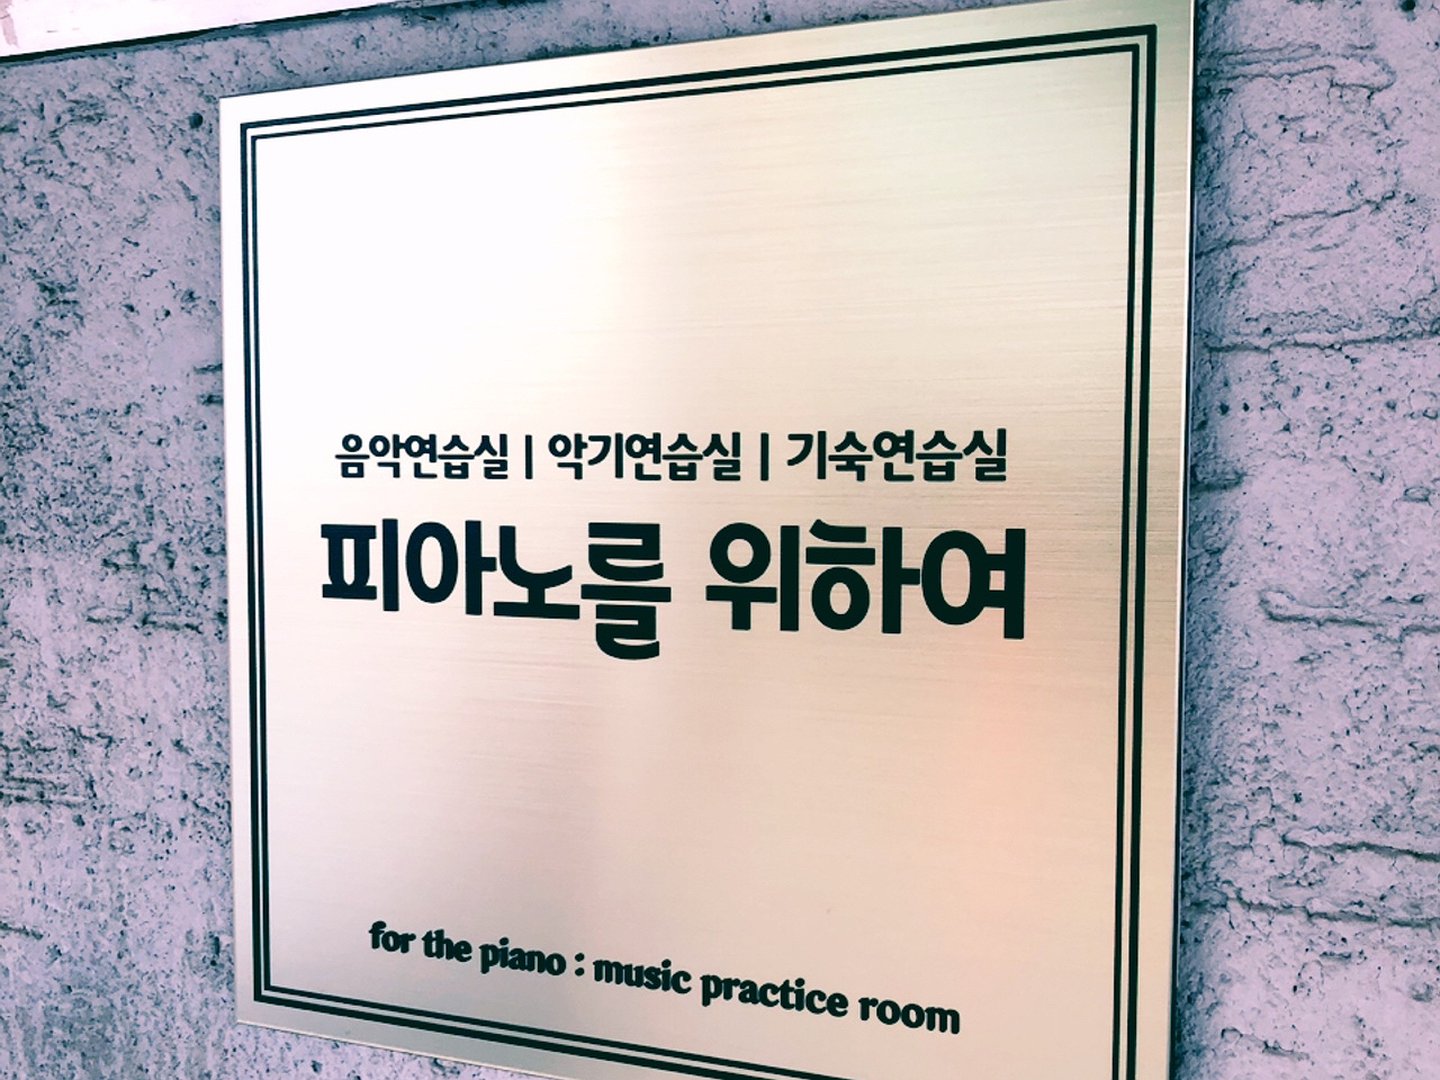 음악연습실 | 악기연습실 | 기숙연습실
피아노를 위하여
for the piano : music practice room